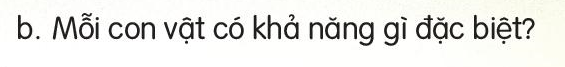 b. Mỗi con vật có khả năng gì đặc biệt?